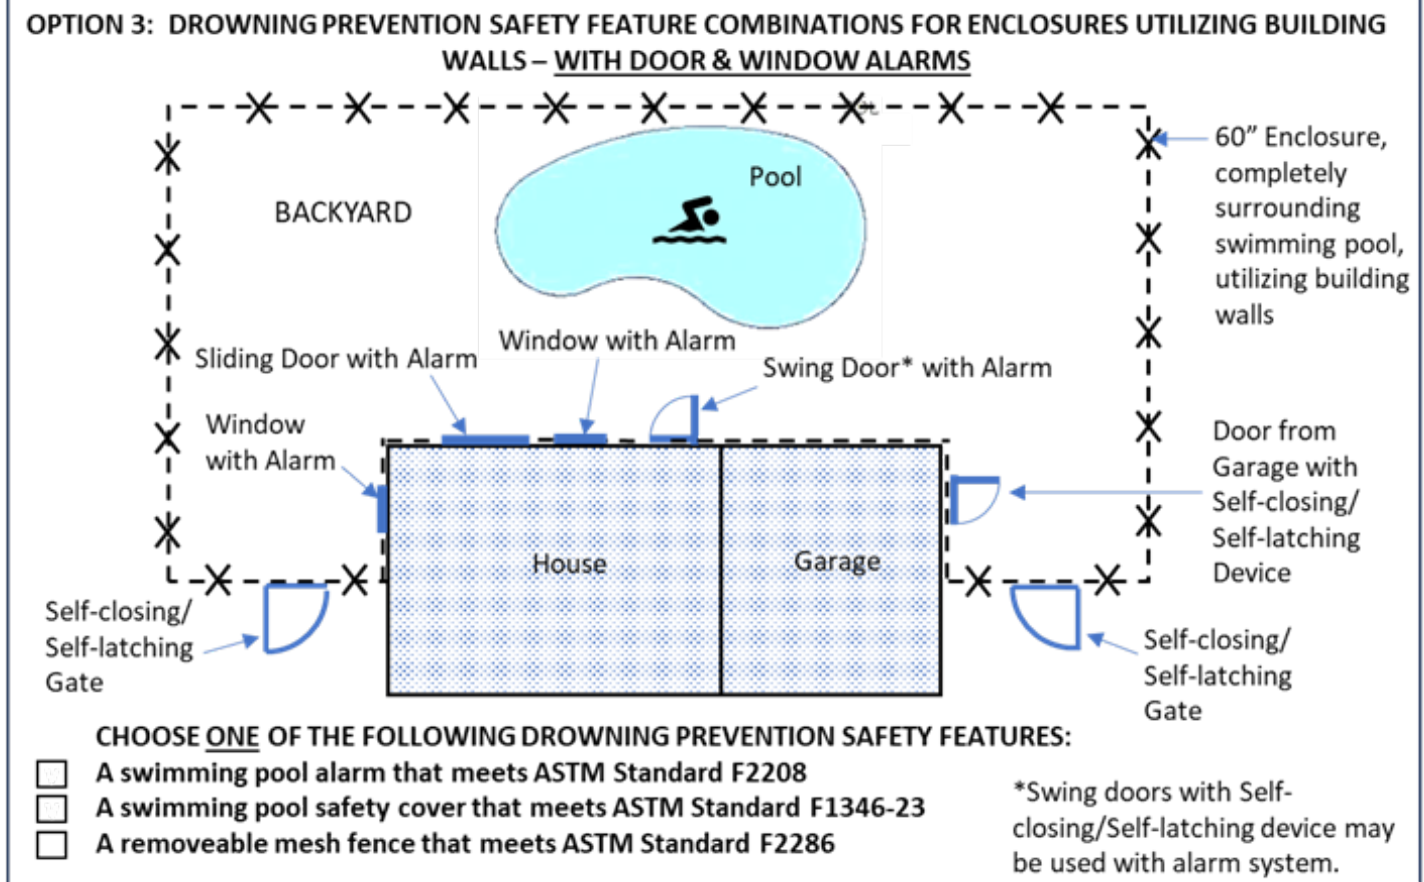 OPTION 3: DROWNING PREVENTION SAFETY FEATURE COMBINATIONS FOR ENCLOSURES UTILIZING BUILDING
WALLS – WITH DOOR & WINDOW ALARMS
60” Enclosure,
completely
surrounding
swimming pool,
utilizing building
walls
Pool
BACKYARD
Window with Alarm
Sliding Door with Alarm
Swing Door* with Alarm
Window
with Alarm
Door from
Garage with
Self-closing/
Self-latching
Device
House
Garage
Self-closing/
Self-latching
Gate
Self-closing/
Self-latching
Gate
CHOOSE ONE OF THE FOLLOWING DROWNING PREVENTION SAFETY FEATURES:
A swimming pool alarm that meets ASTM Standard F2208
A swimming pool safety cover that meets ASTM Standard F1346-23
A removeable mesh fence that meets ASTM Standard F2286
*Swing doors with Self-
closing/Self-latching device may
be used with alarm system.